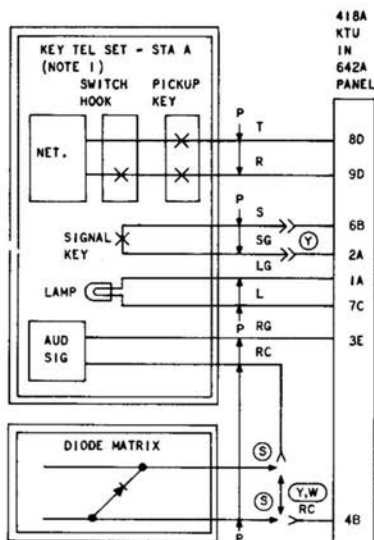 418A
KTU
IN
642A
PANEL
KEY TEL SET - STA A
(NOTE 1)
SWITCH HOOK
PICKUP KEY
NET.
P
T
8D
R
9D
P
S
6B
SIGNAL KEY
SG
Y
2A
LG
1A
LAMP
L
7C
P
RG
3E
AUD SIG
RC
DIODE MATRIX
S
Y,W
S
RC
4B
P